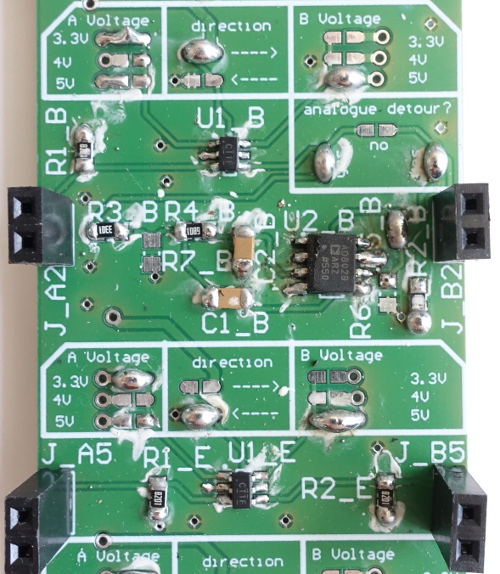 A Voltage direction B Voltage
3.3V ----> 3.3V
4V 4V
5V <---- 5V
R1_B U1_B analogue detour?
no
R3_B R4_B U2_B
J_A2 R7_B R2_B J_B2
C1_B
A Voltage direction B Voltage
3.3V ----> 3.3V
4V 4V
5V <---- 5V
J_A5 R1_E U1_E J_B5
R2_E
A Voltage direction B Voltage